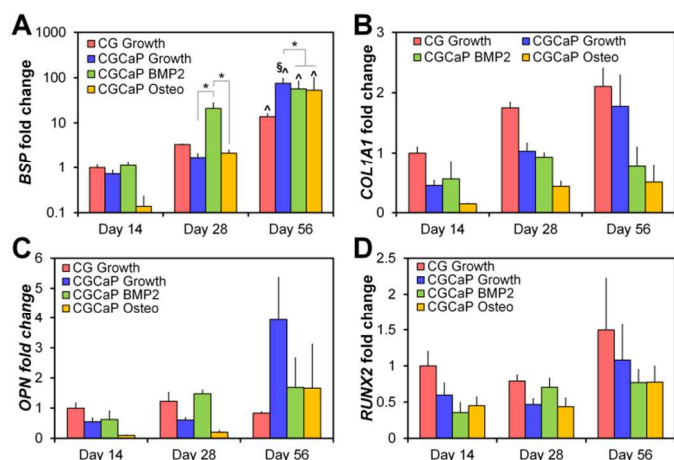 A
1000
100
10
1
0.1
BSP fold change
CG Growth
CGCaP Growth
CGCaP BMP2
CGCaP Osteo
*
*
*
^
§
^
^
^
Day 14 Day 28 Day 56
B
2
1
0
COL1A1 fold change
CG Growth CGCaP Growth
CGCaP BMP2 CGCaP Osteo
Day 14 Day 28 Day 56
C
6
5
4
3
2
1
0
OPN fold change
CG Growth
CGCaP Growth
CGCaP BMP2
CGCaP Osteo
Day 14 Day 28 Day 56
D
2.5
2
1.5
1
0.5
0
RUNX2 fold change
CG Growth
CGCaP Growth
CGCaP BMP2
CGCaP Osteo
Day 14 Day 28 Day 56